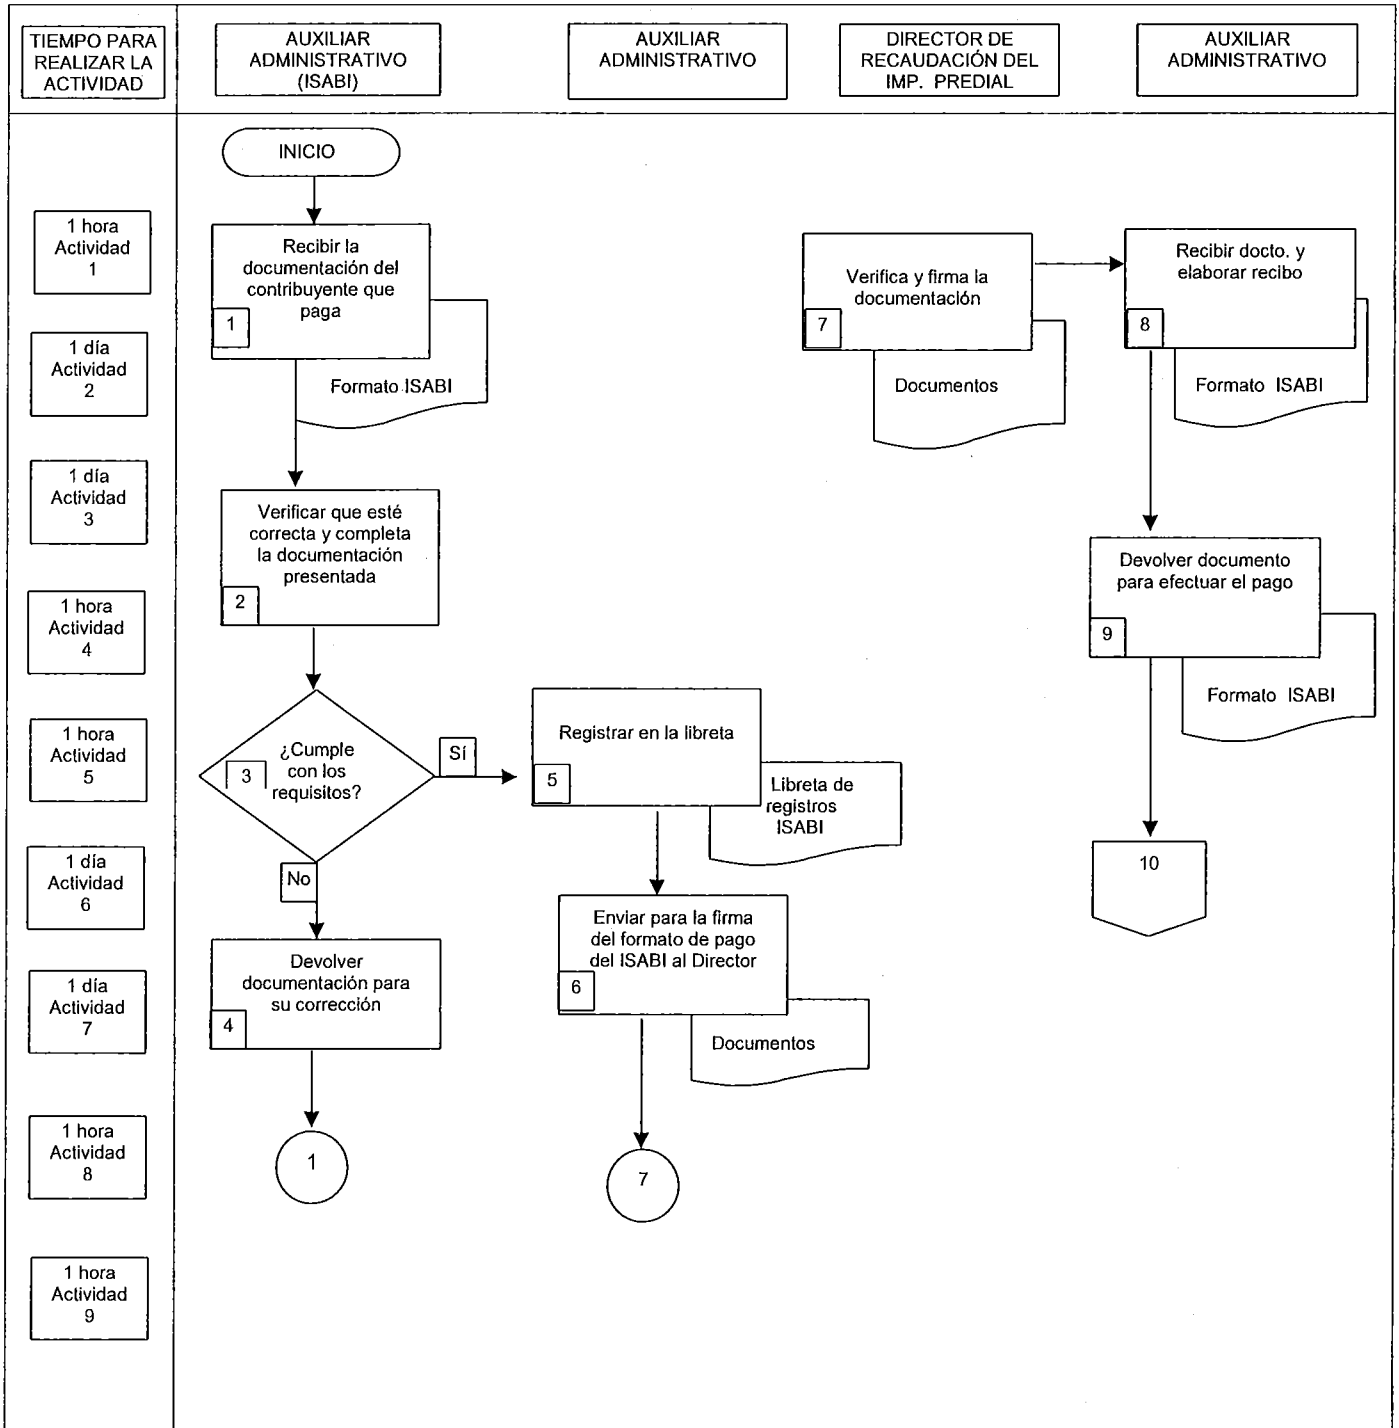 TIEMPO PARA
REALIZAR LA
ACTIVIDAD
AUXILIAR
ADMINISTRATIVO
(ISABI)
AUXILIAR
ADMINISTRATIVO
DIRECTOR DE
RECAUDACIÓN DEL
IMP. PREDIAL
AUXILIAR
ADMINISTRATIVO
1 hora
Actividad
1
1 día
Actividad
2
1 día
Actividad
3
1 hora
Actividad
4
1 hora
Actividad
5
1 día
Actividad
6
1 día
Actividad
7
1 hora
Actividad
8
1 hora
Actividad
9
INICIO
Recibir la
documentación del
contribuyente que
paga
1
Formato ISABI
Verificar que esté
correcta y completa
la documentación
presentada
2
¿Cumple
con los
requisitos?
3
Sí
No
Devolver
documentación para
su corrección
4
1
Registrar en la libreta
5
Libreta de
registros
ISABI
Enviar para la firma
del formato de pago
del ISABI al Director
6
Documentos
7
Verifica y firma la
documentación
7
Documentos
Recibir docto. y
elaborar recibo
8
Formato ISABI
Devolver documento
para efectuar el pago
9
Formato ISABI
10